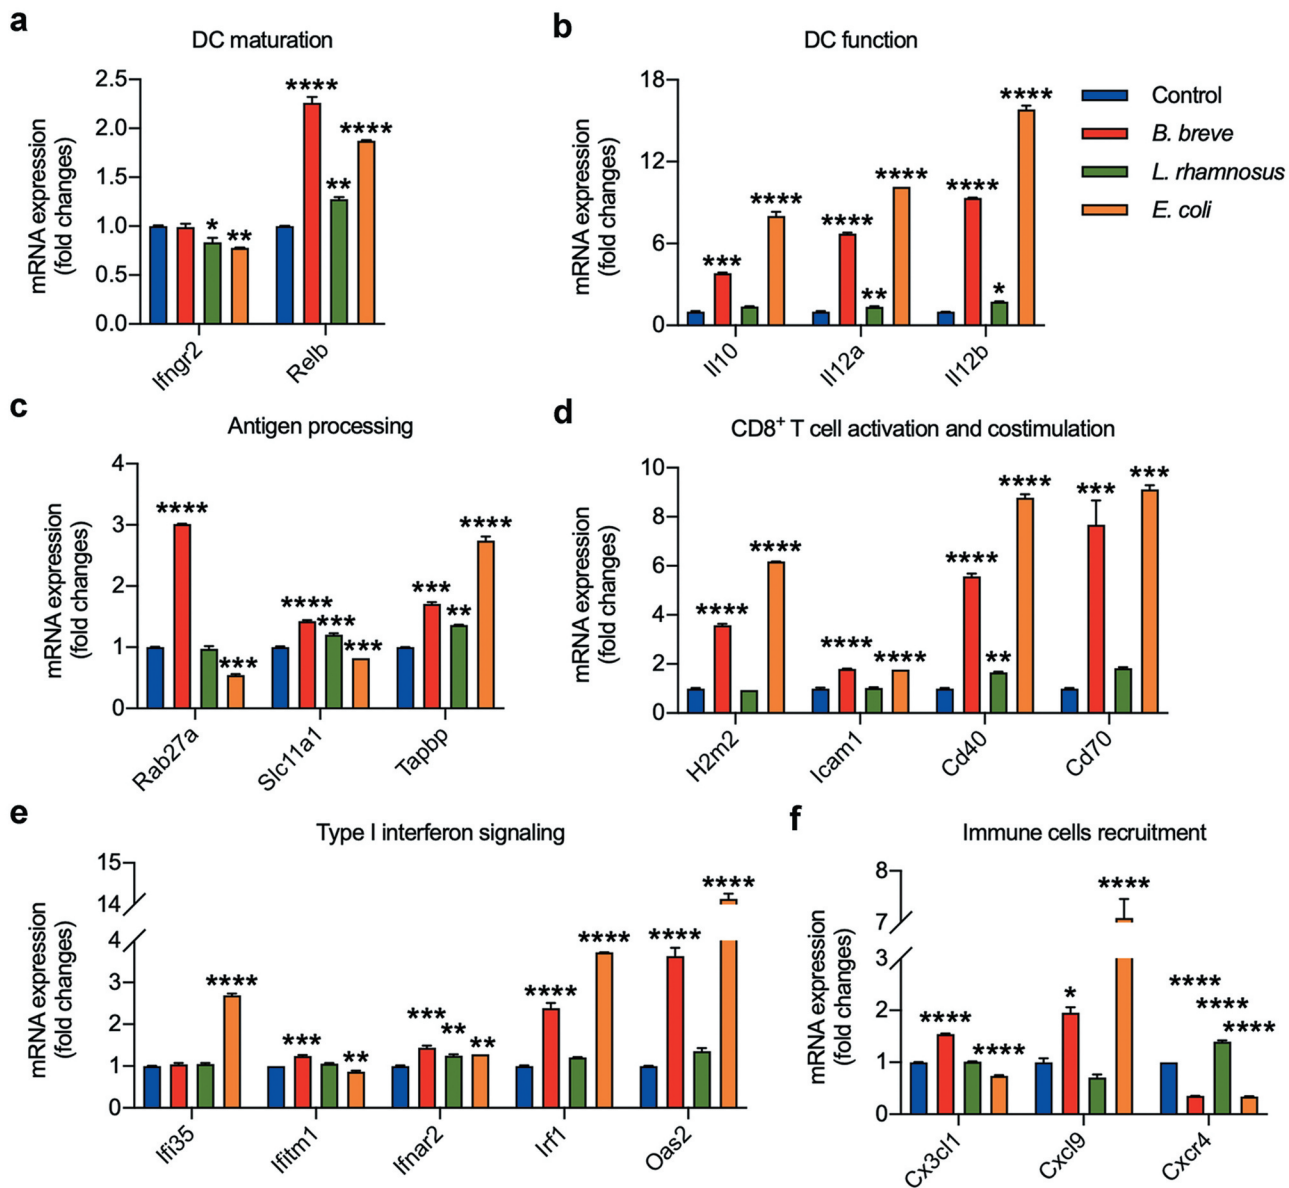 a
DC maturation
mRNA expression
(fold changes)
2.5
2.0
1.5
1.0
0.5
0.0
*
**
****
**
****
Ifngr2
Relb
b
DC function
mRNA expression
(fold changes)
18
12
6
0
***
****
****
**
****
****
*
****
Il10
Il12a
Il12b
Control
B. breve
L. rhamnosus
E. coli
c
Antigen processing
mRNA expression
(fold changes)
4
3
2
1
0
****
***
****
***
***
***
**
****
Rab27a
Slc11a1
Tapbp
d
CD8+ T cell activation and costimulation
mRNA expression
(fold changes)
10
8
6
4
2
0
****
****
****
****
****
**
****
***
***
H2m2
Icam1
Cd40
Cd70
e
Type I interferon signaling
mRNA expression
(fold changes)
15
14
4
3
2
1
0
****
***
**
***
**
**
****
****
****
****
Ifi35
Ifitm1
Ifnar2
Irf1
Oas2
f
Immune cells recruitment
mRNA expression
(fold changes)
8
7
3
2
1
0
****
****
*
****
****
****
****
Cx3cl1
Cxcl9
Cxcr4